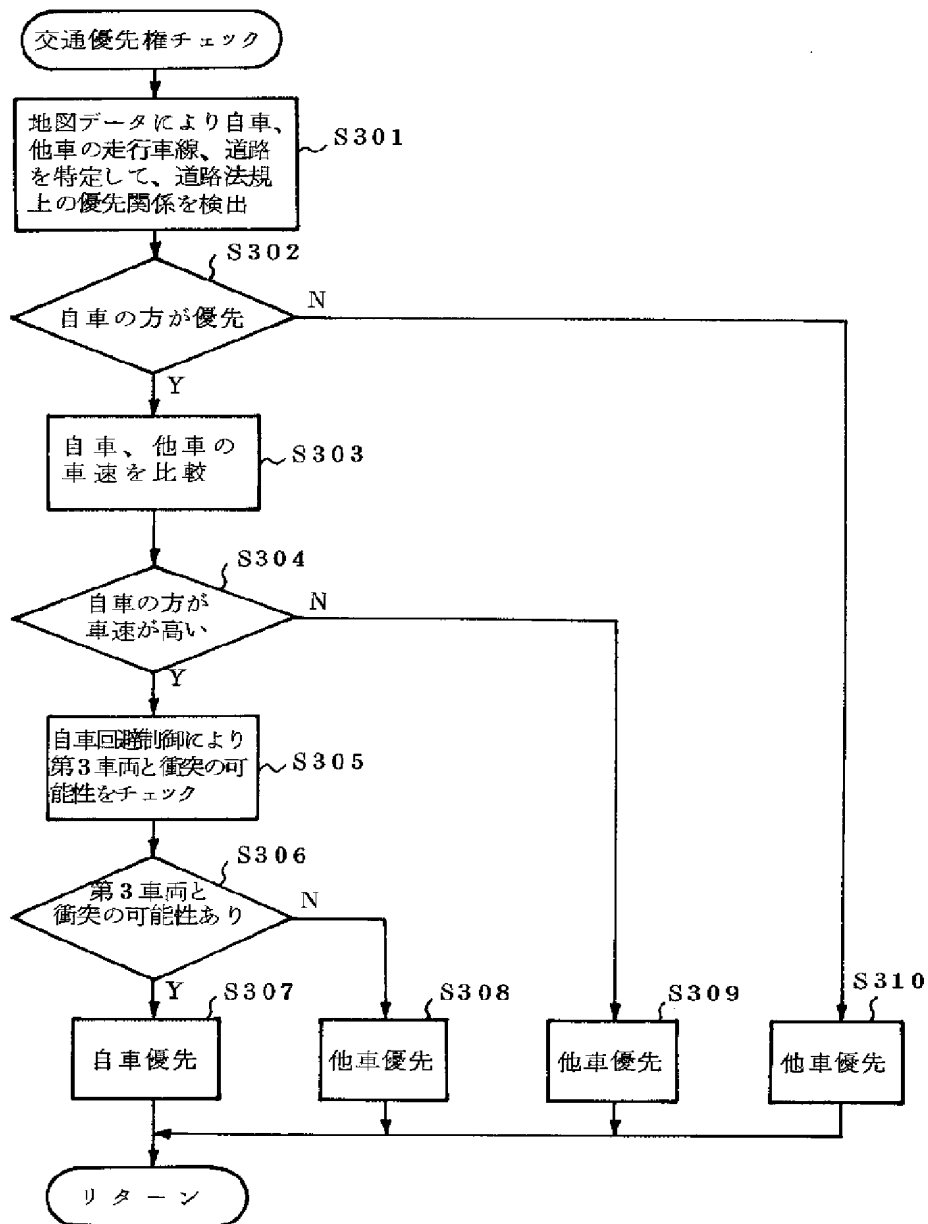 交通優先権チェック
地図データにより自車、
他車の走行車線、道路
を特定して、道路法規
上の優先関係を検出
S301
S302
自車の方が優先
N
Y
自車、他車の
車速を比較
S303
S304
自車の方が
車速が高い
N
Y
自車回避制御により
第3車両と衝突の可
能性をチェック
S305
S306
第3車両と
衝突の可能性あり
N
Y
S307
自車優先
S308
他車優先
S309
他車優先
S310
他車優先
リターン